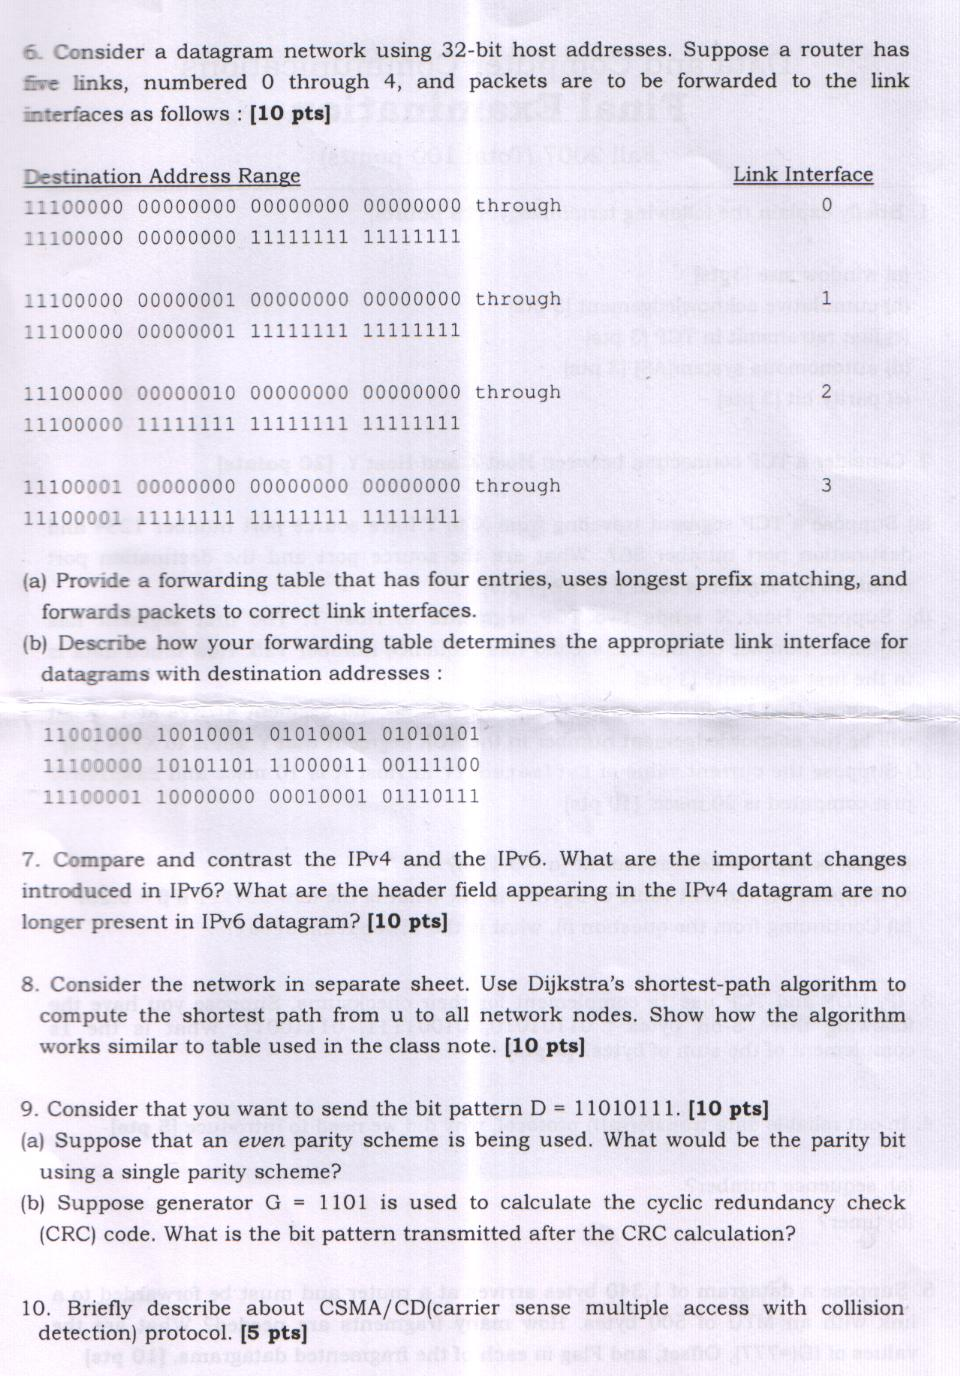 6. Consider a datagram network using 32-bit host addresses. Suppose a router has
five links, numbered 0 through 4, and packets are to be forwarded to the link
interfaces as follows : [10 pts]
Destination Address Range Link Interface
11100000 00000000 00000000 00000000 through 0
11100000 00000000 11111111 11111111
11100000 00000001 00000000 00000000 through 1
11100000 00000001 11111111 11111111
11100000 00000010 00000000 00000000 through 2
11100000 11111111 11111111 11111111
11100001 00000000 00000000 00000000 through 3
11100001 11111111 11111111 11111111
(a) Provide a forwarding table that has four entries, uses longest prefix matching, and
forwards packets to correct link interfaces.
(b) Describe how your forwarding table determines the appropriate link interface for
datagrams with destination addresses :
11001000 10010001 01010001 01010101
11100000 10101101 11000011 00111100
11100001 10000000 00010001 01110111
7. Compare and contrast the IPv4 and the IPv6. What are the important changes
introduced in IPv6? What are the header field appearing in the IPv4 datagram are no
longer present in IPv6 datagram? [10 pts]
8. Consider the network in separate sheet. Use Dijkstra's shortest-path algorithm to
compute the shortest path from u to all network nodes. Show how the algorithm
works similar to table used in the class note. [10 pts]
9. Consider that you want to send the bit pattern D = 11010111. [10 pts]
(a) Suppose that an even parity scheme is being used. What would be the parity bit
using a single parity scheme?
(b) Suppose generator G = 1101 is used to calculate the cyclic redundancy check
(CRC) code. What is the bit pattern transmitted after the CRC calculation?
10. Briefly describe about CSMA/CD(carrier sense multiple access with collision
detection) protocol. [5 pts]